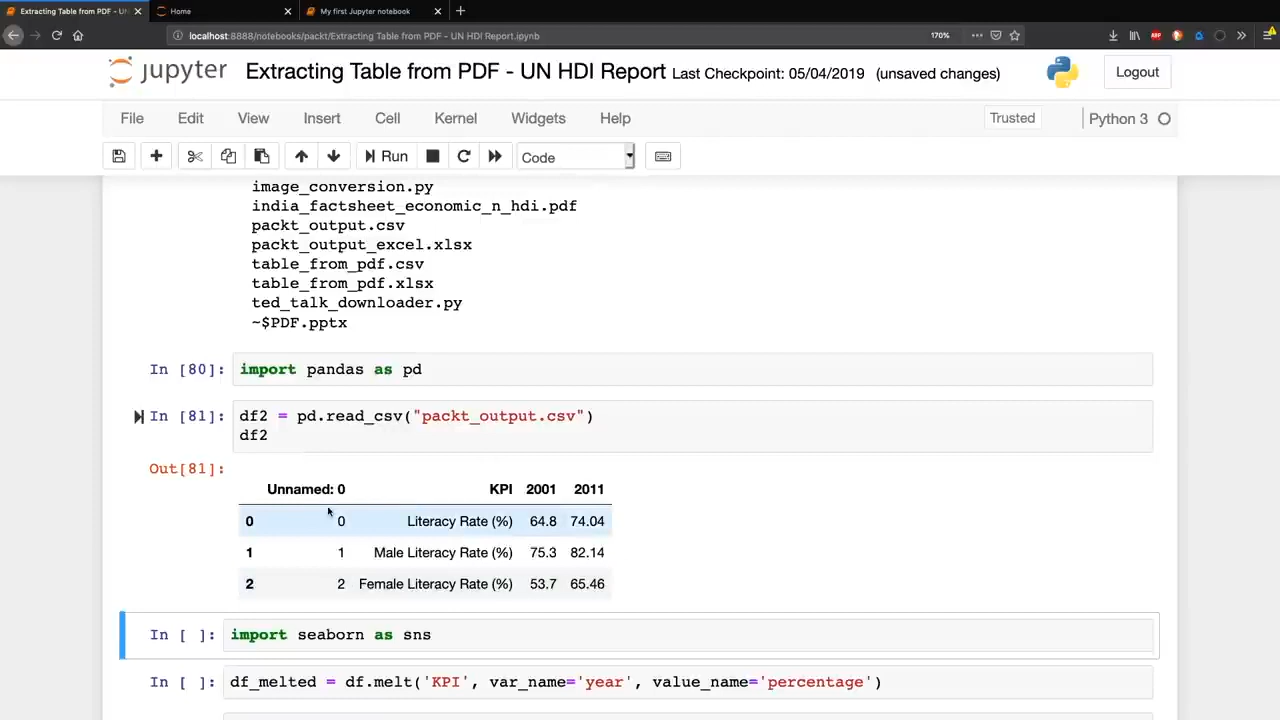 Extracting Table from PDF - UN
Home
My first Jupyter notebook
localhost:8888/notebooks/packt/Extracting Table from PDF - UN HDI Report.ipynb
170%
jupyter Extracting Table from PDF - UN HDI Report Last Checkpoint: 05/04/2019 (unsaved changes)
Logout
File Edit View Insert Cell Kernel Widgets Help
Trusted
Python 3
Run
Code
image_conversion.py
india_factsheet_economic_n_hdi.pdf
packt_output.csv
packt_output_excel.xlsx
table_from_pdf.csv
table_from_pdf.xlsx
ted_talk_downloader.py
~$PDF.pptx
In [80]: import pandas as pd
In [81]: df2 = pd.read_csv("packt_output.csv")
df2
Out[81]:
Unnamed: 0 KPI 2001 2011
0 0 Literacy Rate (%) 64.8 74.04
1 1 Male Literacy Rate (%) 75.3 82.14
2 2 Female Literacy Rate (%) 53.7 65.46
In [ ]: import seaborn as sns
In [ ]: df_melted = df.melt('KPI', var_name='year', value_name='percentage')